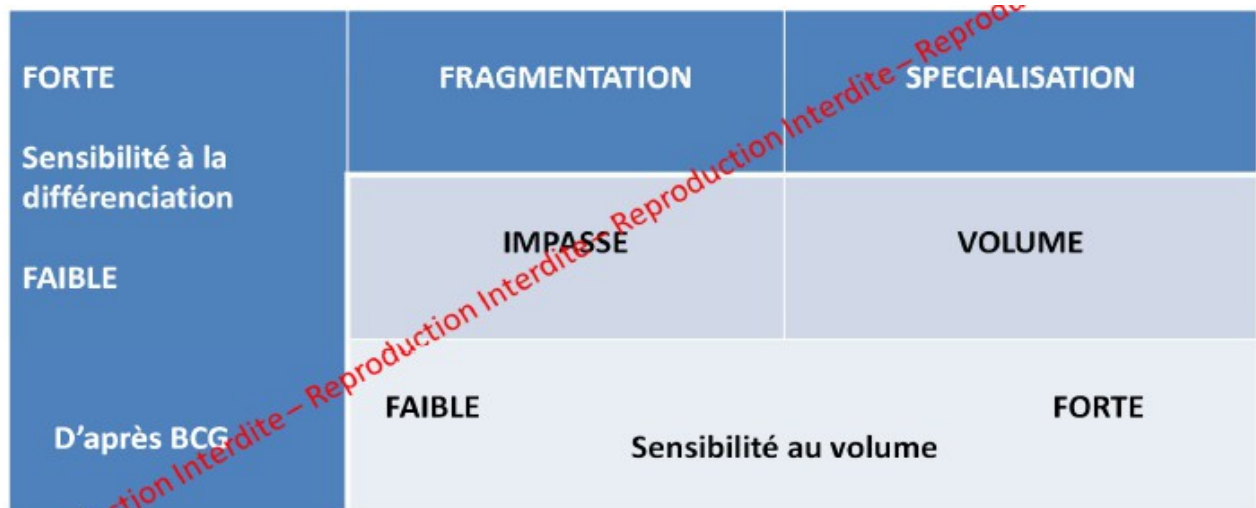 FORTE
FRAGMENTATION
SPECIALISATION
Sensibilité à la
différenciation
IMPASSE
VOLUME
FAIBLE
FAIBLE
FORTE
D'après BCG
Sensibilité au volume
Reproduction Interdite – Reproduction Interdite – Reproduction Interdite –